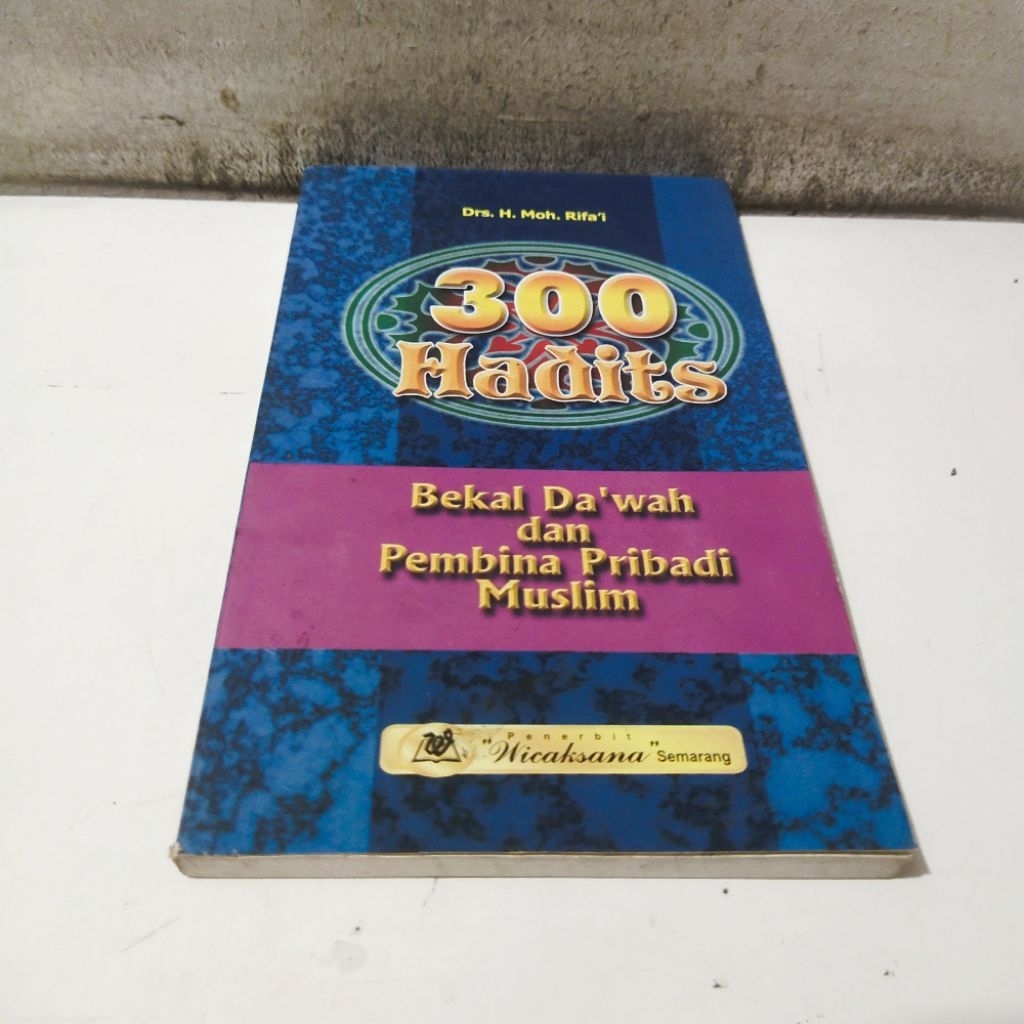 Drs. H. Moh. Rifa'i
300
Hadits
Bekal Da'wah
dan
Pembina Pribadi
Muslim
Penerbit
"Wicaksana" Semarang